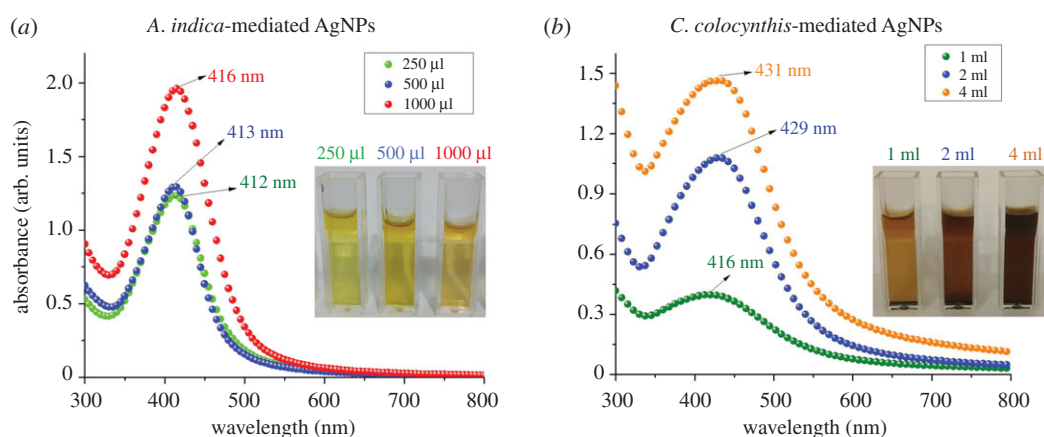 (a) A. indica-mediated AgNPs
absorbance (arb. units)
2.0
1.5
1.0
0.5
0
300 400 500 600 700 800
wavelength (nm)
416 nm
413 nm
412 nm
250 µl
500 µl
1000 µl
250 µl 500 µl 1000 µl
(b) C. colocynthis-mediated AgNPs
1.5
1.2
0.9
0.6
0.3
0
300 400 500 600 700 800
wavelength (nm)
431 nm
429 nm
416 nm
1 ml
2 ml
4 ml
1 ml 2 ml 4 ml